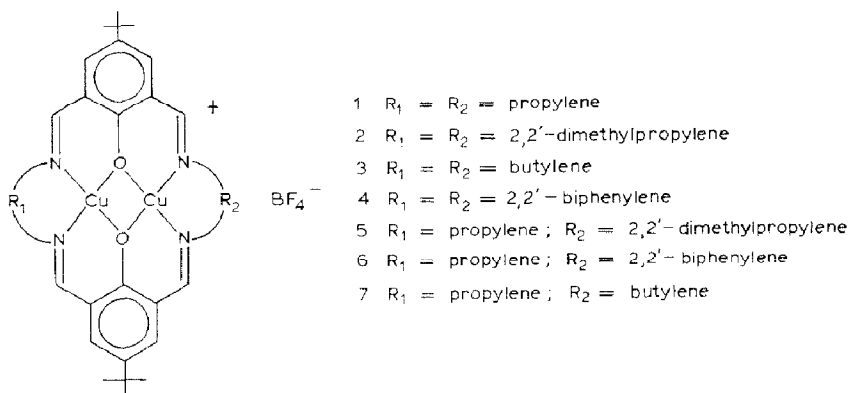 +
N
O
N
R₁
Cu
Cu
R₂
BF₄⁻
N
O
N
1 R₁ = R₂ = propylene
2 R₁ = R₂ = 2,2′-dimethylpropylene
3 R₁ = R₂ = butylene
4 R₁ = R₂ = 2,2′-biphenylene
5 R₁ = propylene; R₂ = 2,2′-dimethylpropylene
6 R₁ = propylene; R₂ = 2,2′-biphenylene
7 R₁ = propylene; R₂ = butylene